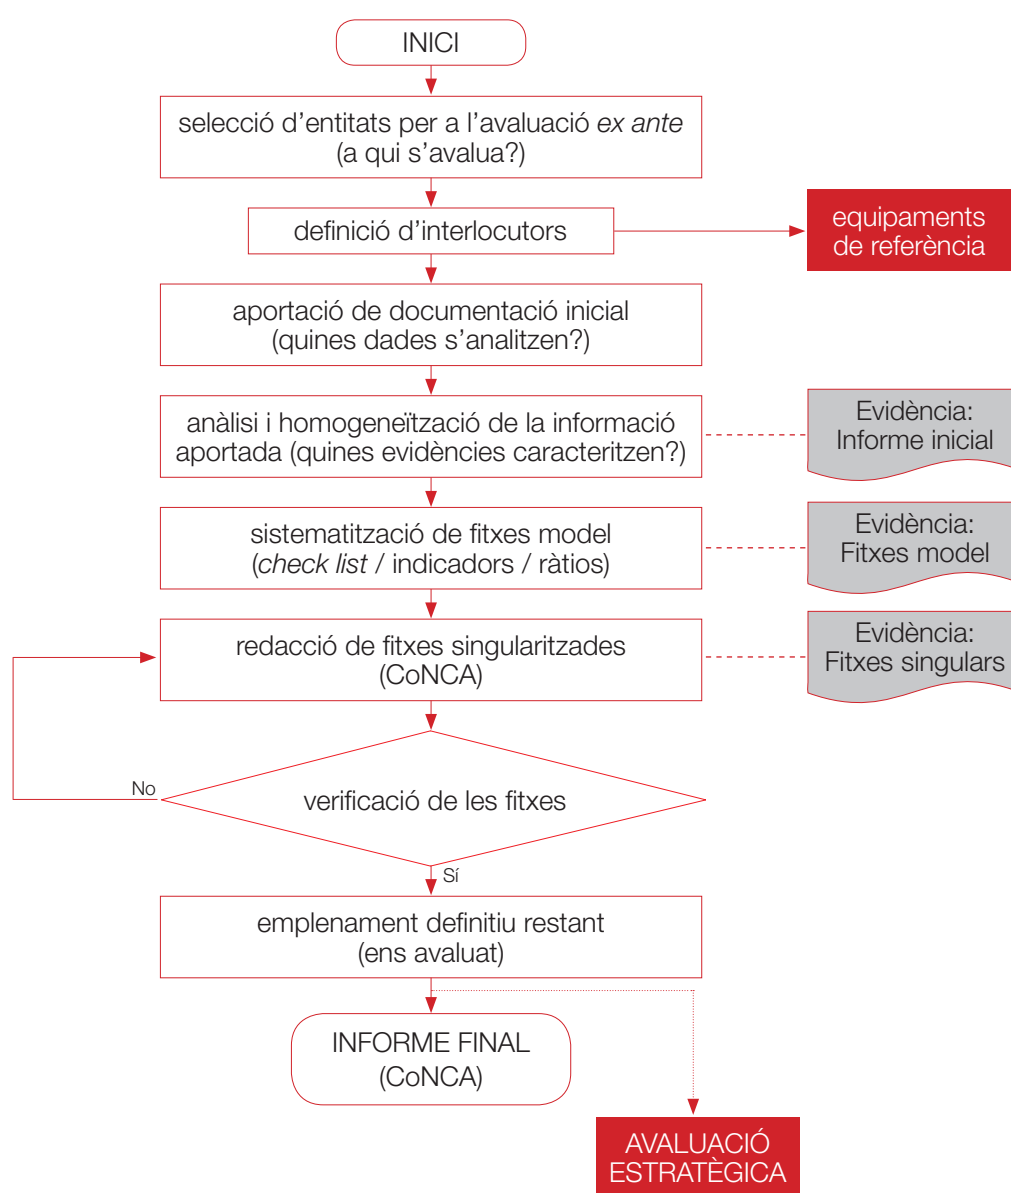 INICI
selecció d’entitats per a l’avaluació ex ante
(a qui s’avalua?)
definició d’interlocutors
equipaments
de referència
aportació de documentació inicial
(quines dades s’analitzen?)
anàlisi i homogeneïtzació de la informació
aportada (quines evidències caracteritzen?)
Evidència:
Informe inicial
sistematització de fitxes model
(check list / indicadors / ràtios)
Evidència:
Fitxes model
redacció de fitxes singularitzades
(CoNCA)
Evidència:
Fitxes singulars
No
verificació de les fitxes
Sí
emplenament definitiu restant
(ens avaluat)
INFORME FINAL
(CoNCA)
AVALUACIÓ
ESTRATÈGICA